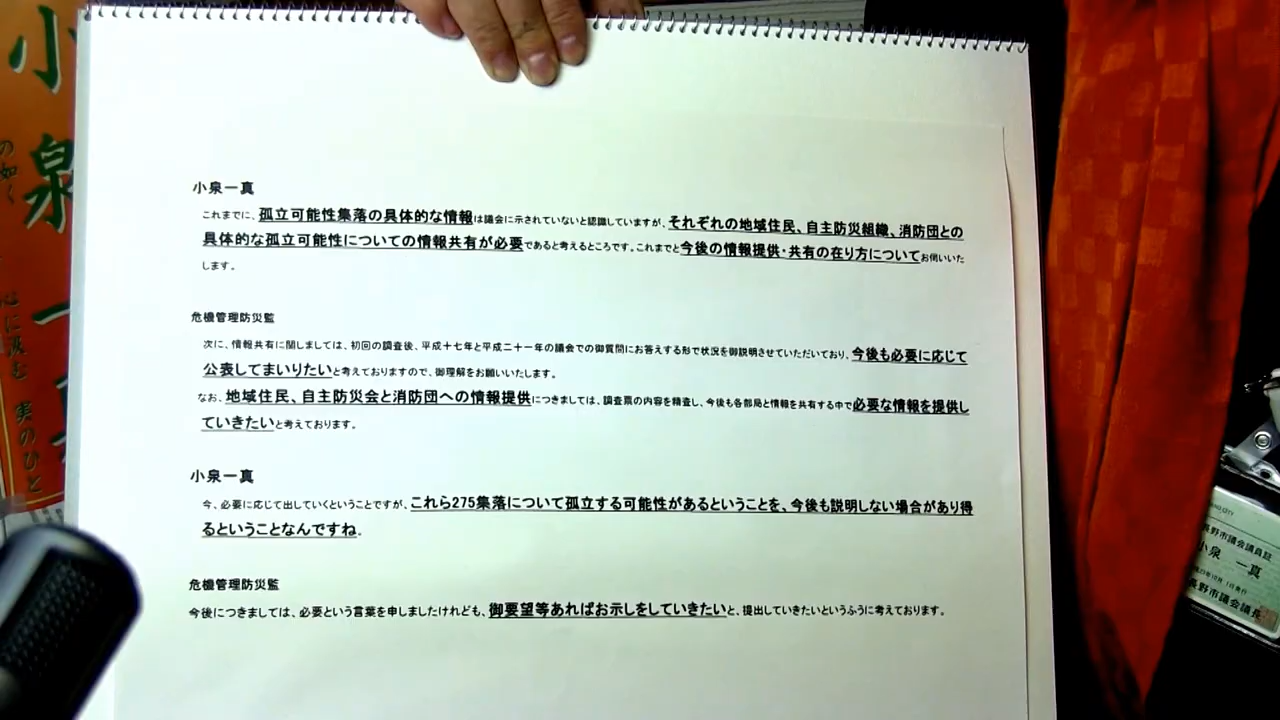 小泉一真
これまでに、孤立可能性集落の具体的な情報は議会に示されていないと認識していますが、それぞれの地域住民、自主防災組織、消防団との
具体的な孤立可能性についての情報共有が必要であると考えるところです。これまでと今後の情報提供・共有の在り方についてお伺いいた
します。
危機管理防災監
次に、情報共有に関しましては、初回の調査後、平成十七年と平成二十一年の議会での御質問にお答えする形で状況を御説明させていただいており、今後も必要に応じて
公表してまいりたいと考えておりますので、御理解をお願いいたします。
なお、地域住民、自主防災会と消防団への情報提供につきましては、調査票の内容を精査し、今後も各部局と情報を共有する中で必要な情報を提供し
ていきたいと考えております。
小泉一真
今、必要に応じて出していくということですが、これら275集落について孤立する可能性があるということを、今後も説明しない場合があり得
るということなんですね。
危機管理防災監
今後につきましては、必要という言葉を申しましたけれども、御要望等あればお示しをしていきたいと、提出していきたいというふうに考えております。
小泉一
の如く
心に汲む 実のひと
長野市議会議員証
小泉 一真
長野市議会議長